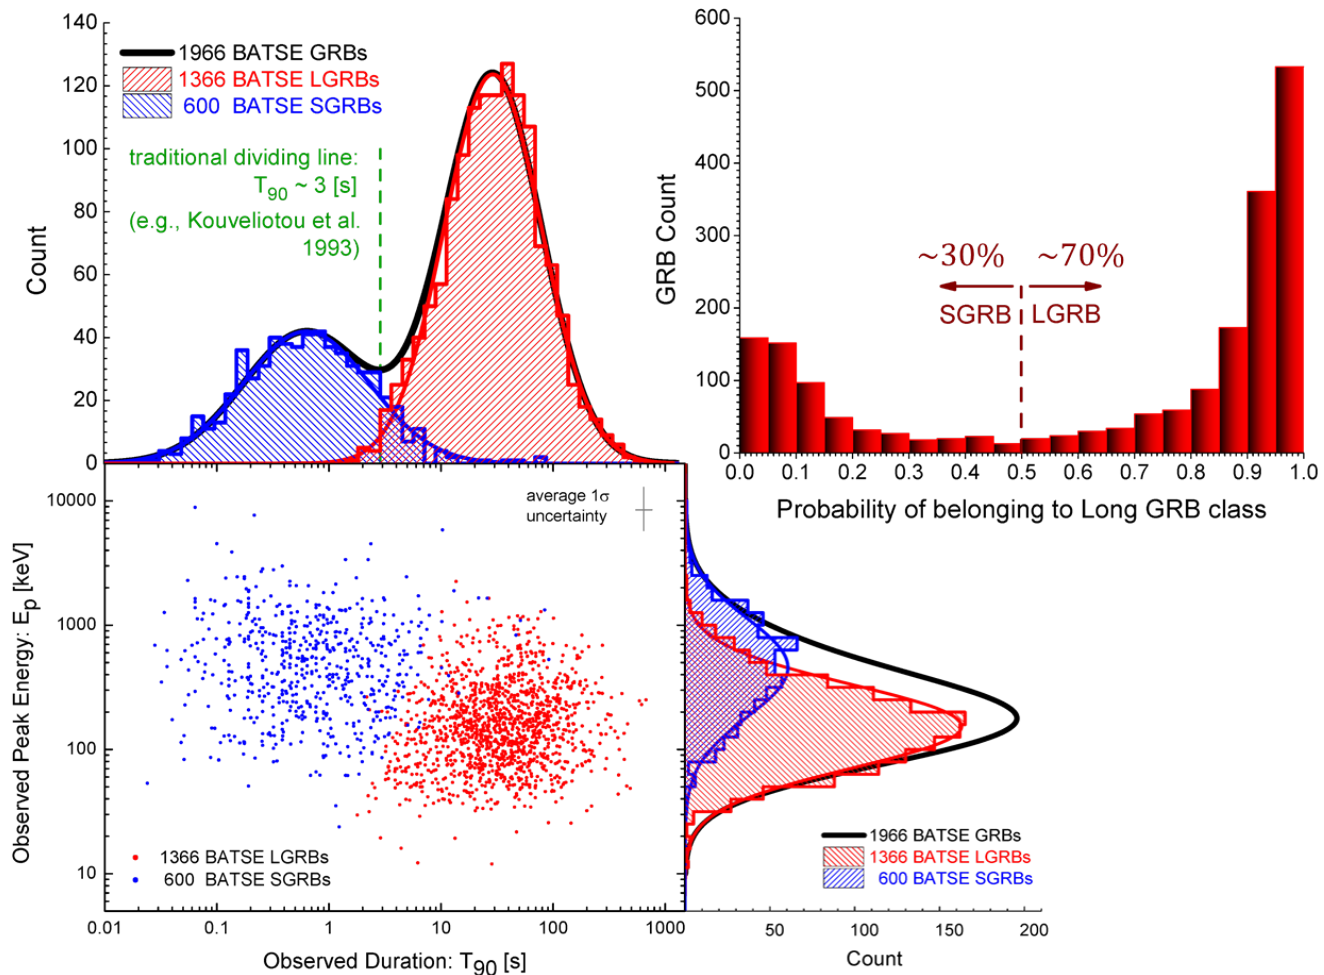 140
120
100
80
60
40
20
0
Count
1966 BATSE GRBs
1366 BATSE LGRBs
600 BATSE SGRBs
traditional dividing line:
T90 ~ 3 [s]
(e.g., Kouveliotou et al.
1993)
600
500
400
300
200
100
0
GRB Count
~30%
~70%
SGRB
LGRB
0.0 0.1 0.2 0.3 0.4 0.5 0.6 0.7 0.8 0.9 1.0
Probability of belonging to Long GRB class
10000
1000
100
10
Observed Peak Energy: Ep [keV]
average 1σ
uncertainty
1366 BATSE LGRBs
600 BATSE SGRBs
0.01 0.1 1 10 100 1000
Observed Duration: T90 [s]
1966 BATSE GRBs
1366 BATSE LGRBs
600 BATSE SGRBs
50 100 150 200
Count